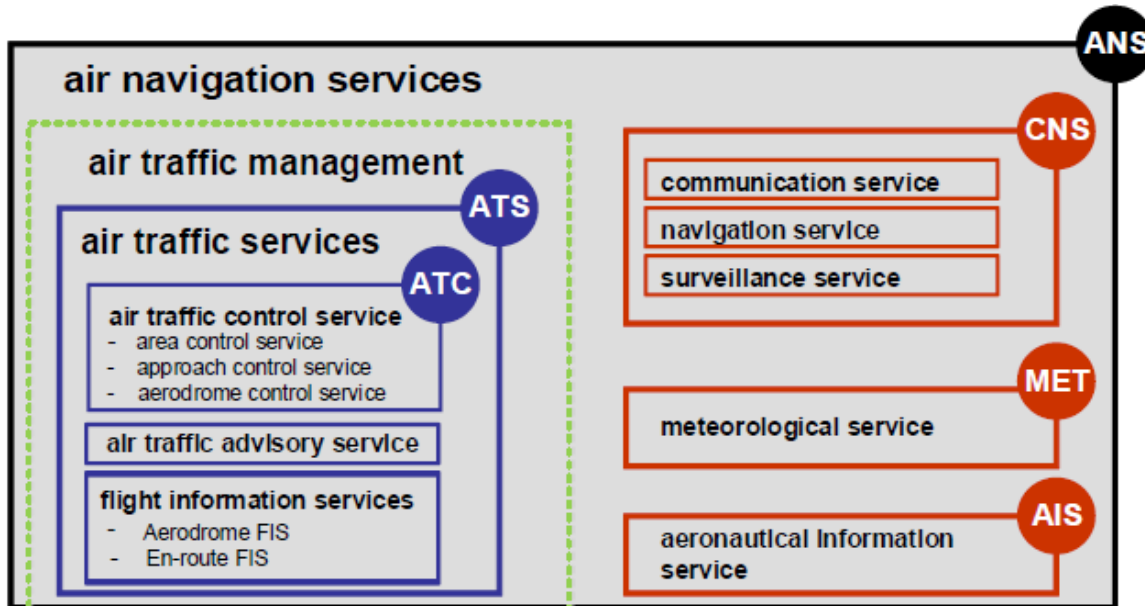 ANS
air navigation services
air traffic management
ATS
air traffic services
ATC
air traffic control service
- area control service
- approach control service
- aerodrome control service
air traffic advisory service
flight information services
- Aerodrome FIS
- En-route FIS
CNS
communication service
navigation service
surveillance service
MET
meteorological service
AIS
aeronautical information
service